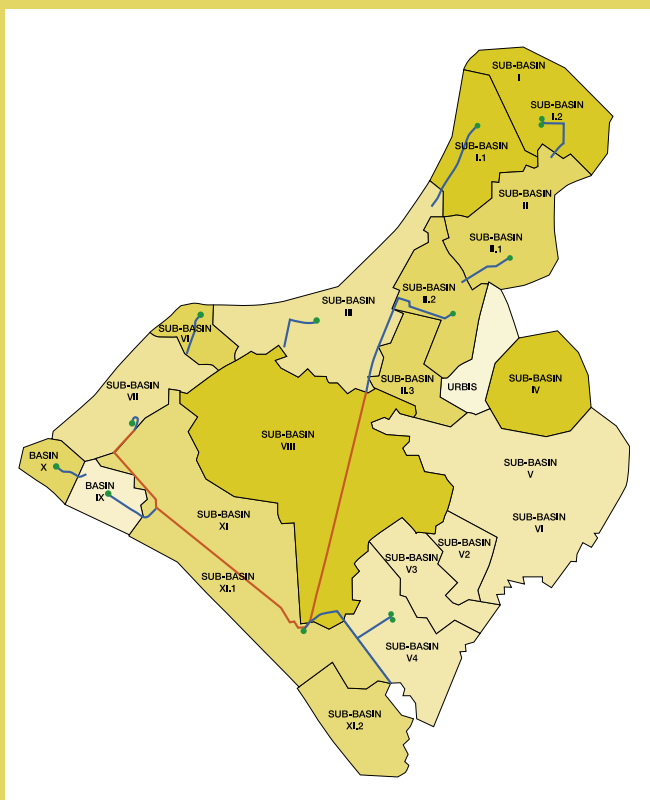 SUB-BASIN
I
SUB-BASIN
I.2
SUB-BASIN
I.1
SUB-BASIN
II
SUB-BASIN
II.1
SUB-BASIN
II.2
SUB-BASIN
III
SUB-BASIN
VI
SUB-BASIN
II.3
URBIS
SUB-BASIN
IV
SUB-BASIN
VII
SUB-BASIN
VIII
BASIN
X
BASIN
IX
SUB-BASIN
V
SUB-BASIN
XI
SUB-BASIN
VI
SUB-BASIN
V2
SUB-BASIN
V3
SUB-BASIN
XI.1
SUB-BASIN
V4
SUB-BASIN
XI.2